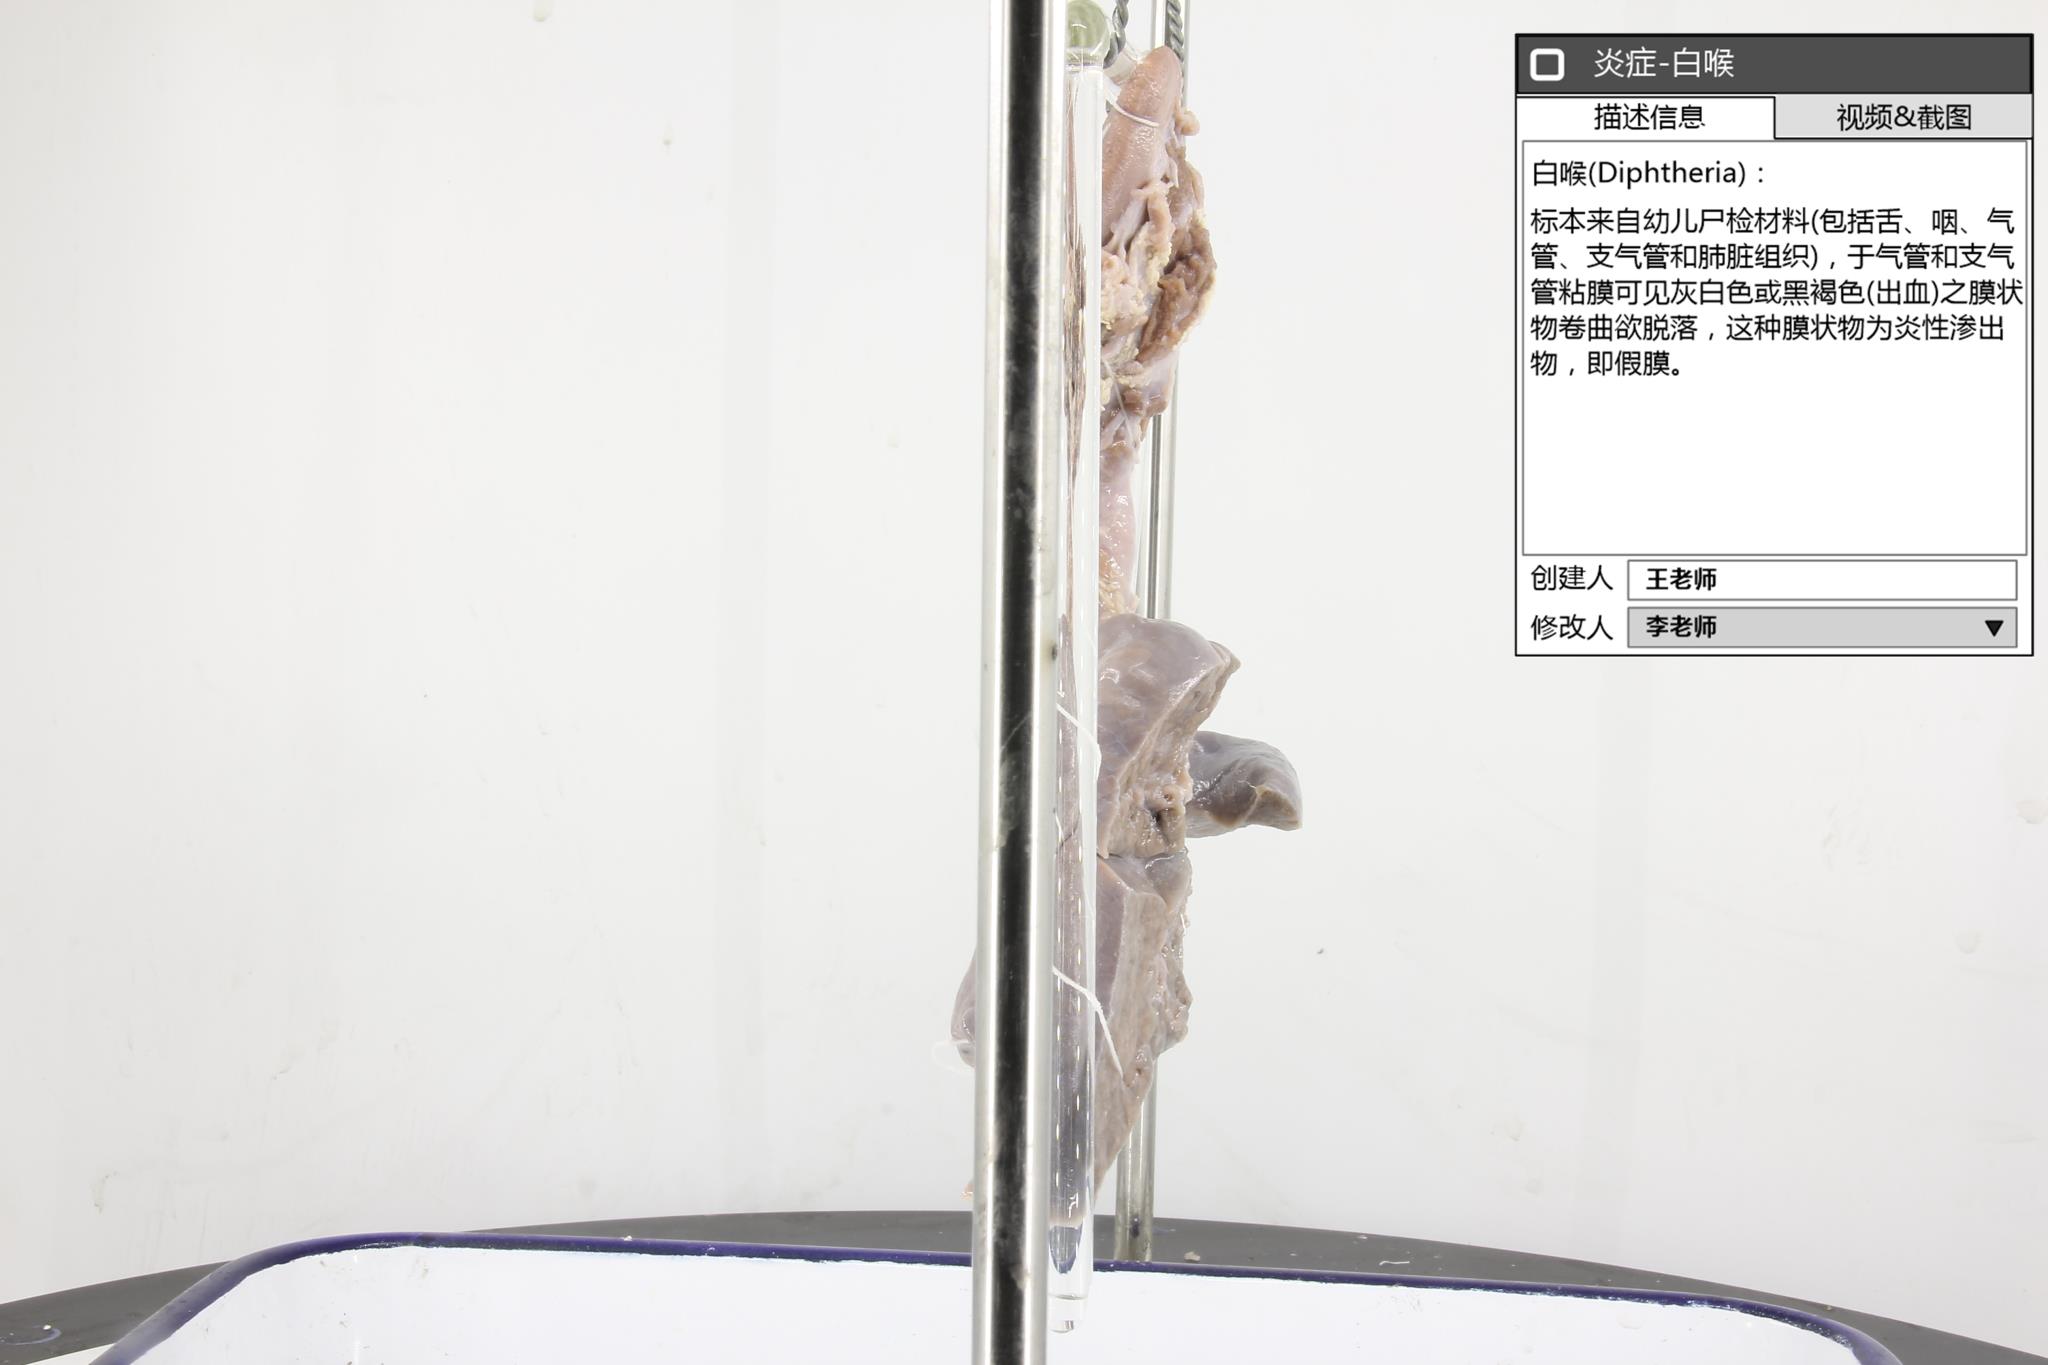 炎症-白喉
描述信息
视频&截图
白喉(Diphtheria)：
标本来自幼儿尸检材料(包括舌、咽、气
管、支气管和肺脏组织)，于气管和支气
管粘膜可见灰白色或黑褐色(出血)之膜状
物卷曲欲脱落，这种膜状物为炎性渗出
物，即假膜。
创建人 王老师
修改人 李老师